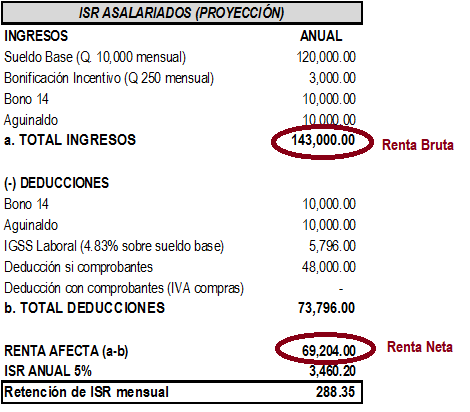 ISR ASALARIADOS (PROYECCIÓN)
INGRESOS ANUAL
Sueldo Base (Q. 10,000 mensual) 120,000.00
Bonificación Incentivo (Q 250 mensual) 3,000.00
Bono 14 10,000.00
Aguinaldo 10,000.00
a. TOTAL INGRESOS 143,000.00 Renta Bruta
(-) DEDUCCIONES
Bono 14 10,000.00
Aguinaldo 10,000.00
IGSS Laboral (4.83% sobre sueldo base) 5,796.00
Deducción si comprobantes 48,000.00
Deducción con comprobantes (IVA compras) -
b. TOTAL DEDUCCIONES 73,796.00
RENTA AFECTA (a-b) 69,204.00 Renta Neta
ISR ANUAL 5% 3,460.20
Retención de ISR mensual 288.35